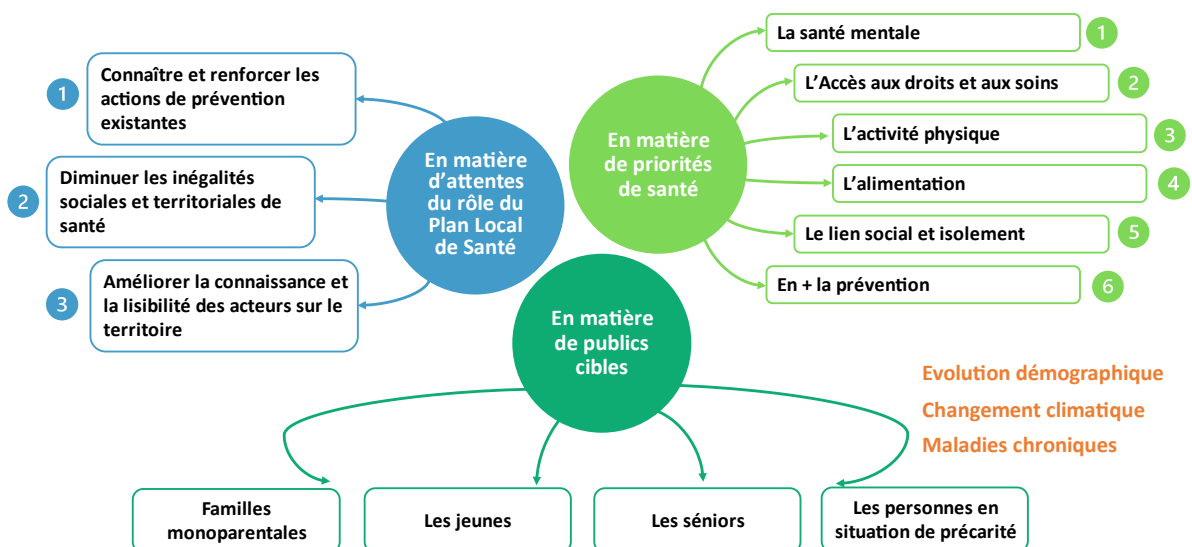 En matière
d’attentes
du rôle du
Plan Local
de Santé
1
Connaître et renforcer les
actions de prévention
existantes
2
Diminuer les inégalités
sociales et territoriales de
santé
3
Améliorer la connaissance et
la lisibilité des acteurs sur le
territoire
En matière
de priorités
de santé
La santé mentale
1
L’Accès aux droits et aux soins
2
L’activité physique
3
L’alimentation
4
Le lien social et isolement
5
En + la prévention
6
En matière
de publics
cibles
Familles
monoparentales
Les jeunes
Les séniors
Les personnes en
situation de précarité
Evolution démographique
Changement climatique
Maladies chroniques